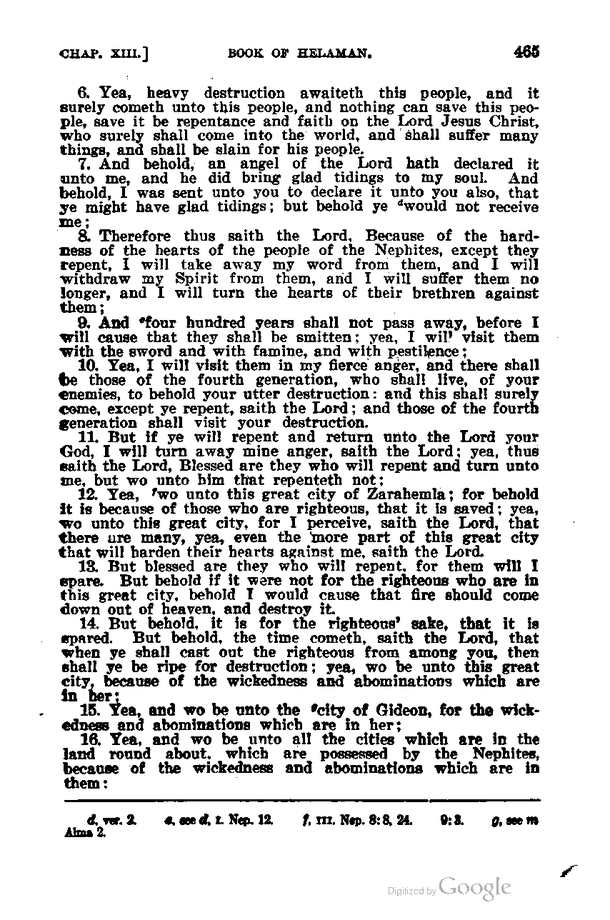 CHAP. XIII.] BOOK OF HELAMAN. 465
6. Yea, heavy destruction awaiteth this people, and it
surely cometh unto this people, and nothing can save this peo-
ple, save it be repentance and faith on the Lord Jesus Christ,
who surely shall come into the world, and shall suffer many
things, and shall be slain for his people.
7. And behold, an angel of the Lord hath declared it
unto me, and he did bring glad tidings to my soul. And
behold, I was sent unto you to declare it unto you also, that
ye might have glad tidings; but behold ye dwould not receive
me;
8. Therefore thus saith the Lord, Because of the hard-
ness of the hearts of the people of the Nephites, except they
repent, I will take away my word from them, and I will
withdraw my Spirit from them, and I will suffer them no
longer, and I will turn the hearts of their brethren against
them;
9. And efour hundred years shall not pass away, before I
will cause that they shall be smitten; yea, I will visit them
with the sword and with famine, and with pestilence;
10. Yea, I will visit them in my fierce anger, and there shall
be those of the fourth generation, who shall live, of your
enemies, to behold your utter destruction: and this shall surely
come, except ye repent, saith the Lord; and those of the fourth
generation shall visit your destruction.
11. But if ye will repent and return unto the Lord your
God, I will turn away mine anger, saith the Lord; yea, thus
saith the Lord, Blessed are they who will repent and turn unto
me, but wo unto him that repenteth not;
12. Yea, fwo unto this great city of Zarahemla; for behold
it is because of those who are righteous, that it is saved; yea,
wo unto this great city, for I perceive, saith the Lord, that
there are many, yea, even the more part of this great city
that will harden their hearts against me, saith the Lord.
13. But blessed are they who will repent, for them will I
spare. But behold if it were not for the righteous who are in
this great city, behold I would cause that fire should come
down out of heaven, and destroy it.
14. But behold, it is for the righteous' sake, that it is
spared. But behold, the time cometh, saith the Lord, that
when ye shall cast out the righteous from among you, then
shall ye be ripe for destruction; yea, wo be unto this great
city, because of the wickedness and abominations which are
in her;
15. Yea, and wo be unto the gcity of Gideon, for the wick-
edness and abominations which are in her;
16. Yea, and wo be unto all the cities which are in the
land round about, which are possessed by the Nephites,
because of the wickedness and abominations which are in
them:
d, ver. 2. e, see d, I. Nep. 12. f, III. Nep. 8:8, 24. 9:3. g, see m
Alma 2.
Digitized by Google